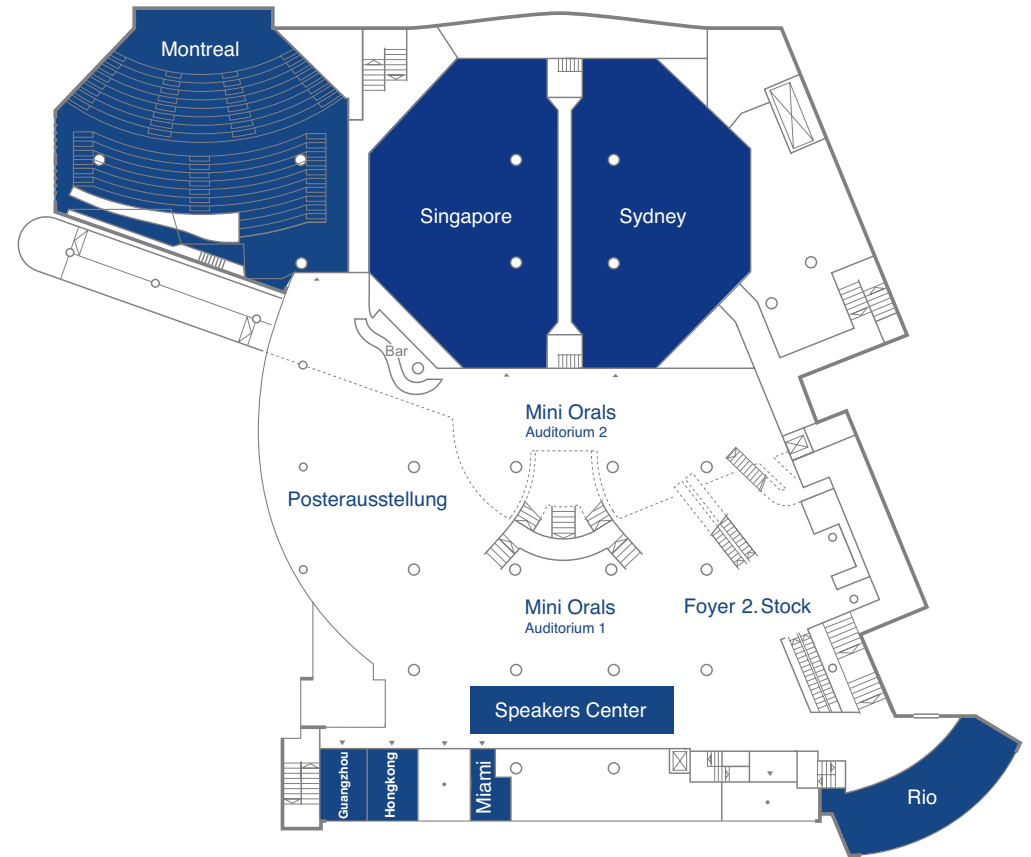 Montreal
Singapore
Sydney
Bar
Mini Orals
Auditorium 2
Posterausstellung
Mini Orals
Auditorium 1
Foyer 2. Stock
Speakers Center
Guangzhou
Hongkong
Miami
Rio